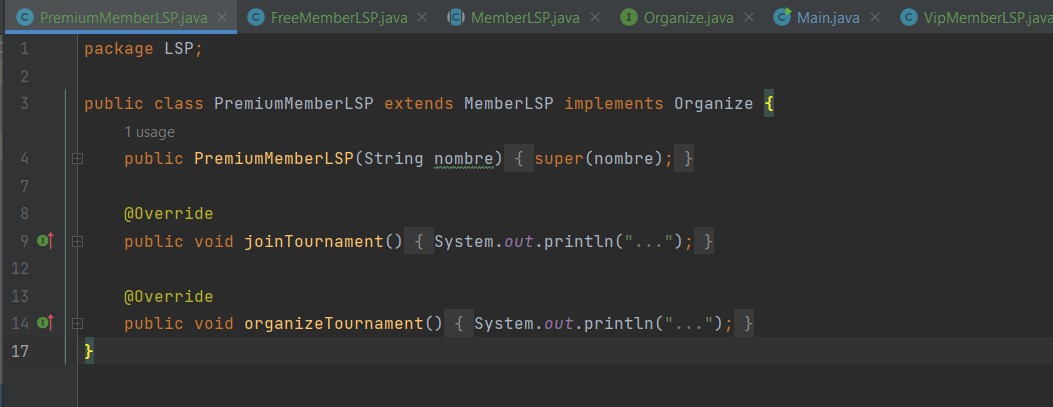 PremiumMemberLSP.java FreeMemberLSP.java MemberLSP.java Organize.java Main.java VipMemberLSP.java
1 package LSP;
2
3 public class PremiumMemberLSP extends MemberLSP implements Organize {
1 usage
4 public PremiumMemberLSP(String nombre) { super(nombre); }
7
8 @Override
9 public void joinTournament() { System.out.println("..."); }
12
13 @Override
14 public void organizeTournament() { System.out.println("..."); }
17 }